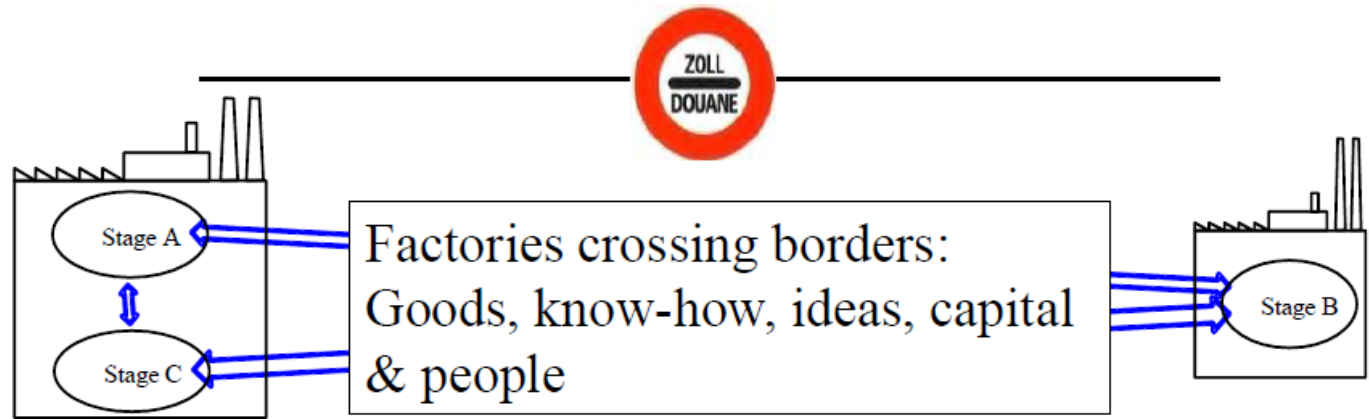 ZOLL
DOUANE
Stage A
Factories crossing borders:
Goods, know-how, ideas, capital
& people
Stage B
Stage C